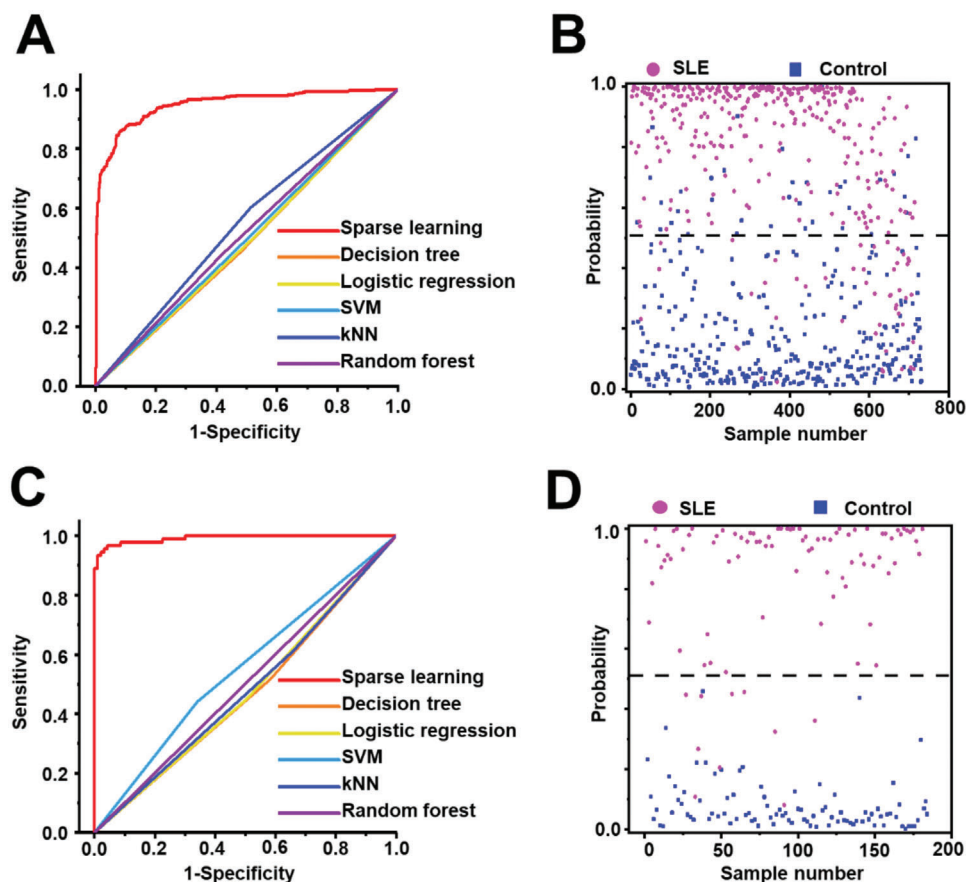 A
1.0
0.8
0.6
0.4
0.2
0.0
Sensitivity
Sparse learning
Decision tree
Logistic regression
SVM
kNN
Random forest
0.0 0.2 0.4 0.6 0.8 1.0
1-Specificity
B
SLE Control
1.0
0.0
Probability
0 200 400 600 800
Sample number
C
1.0
0.8
0.6
0.4
0.2
0.0
Sensitivity
Sparse learning
Decision tree
Logistic regression
SVM
kNN
Random forest
0.0 0.2 0.4 0.6 0.8 1.0
1-Specificity
D
SLE Control
1.0
0.0
Probability
0 50 100 150 200
Sample number